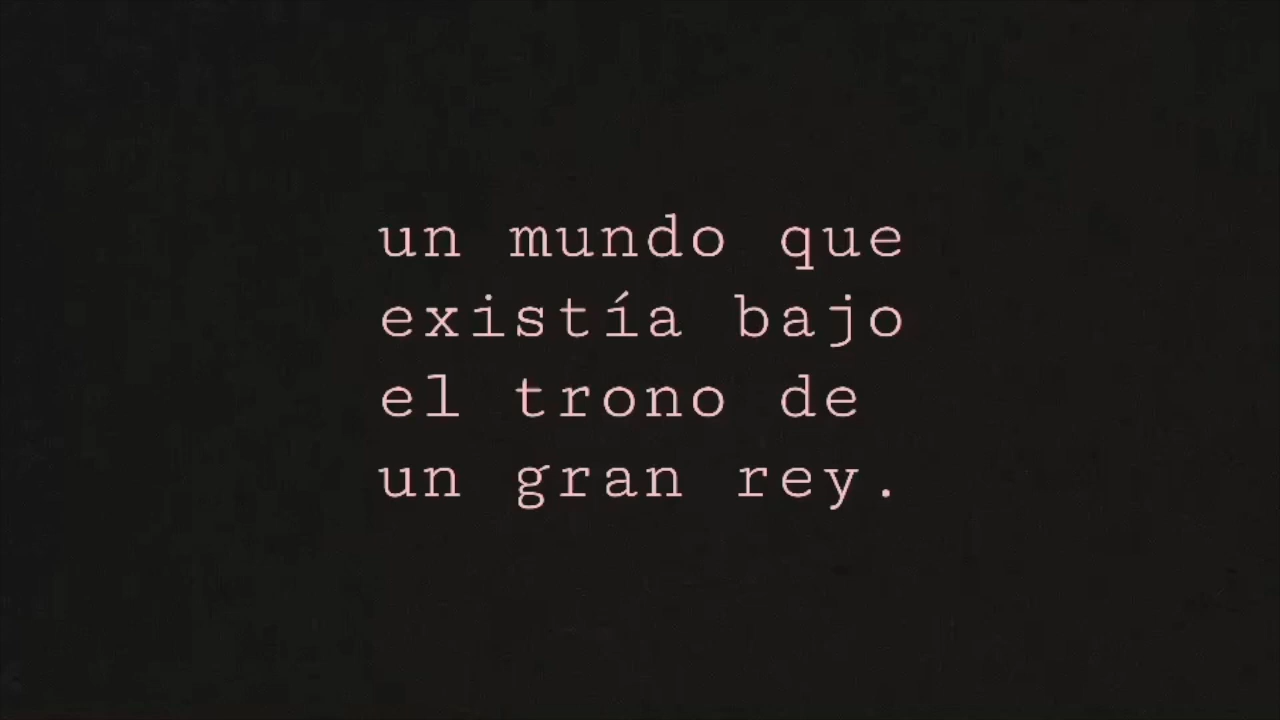 un mundo que
existía bajo
el trono de
un gran rey.